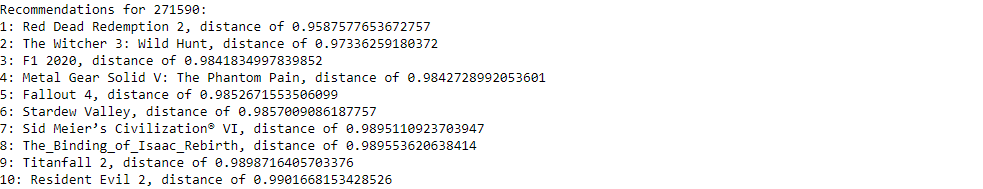 Recommendations for 271590:
1: Red Dead Redemption 2, distance of 0.9587577653672757
2: The Witcher 3: Wild Hunt, distance of 0.97336259180372
3: F1 2020, distance of 0.9841834997839852
4: Metal Gear Solid V: The Phantom Pain, distance of 0.9842728992053601
5: Fallout 4, distance of 0.9852671553506099
6: Stardew Valley, distance of 0.9857009086187757
7: Sid Meier’s Civilization® VI, distance of 0.9895110923703947
8: The_Binding_of_Isaac_Rebirth, distance of 0.989553620638414
9: Titanfall 2, distance of 0.9898716405703376
10: Resident Evil 2, distance of 0.9901668153428526